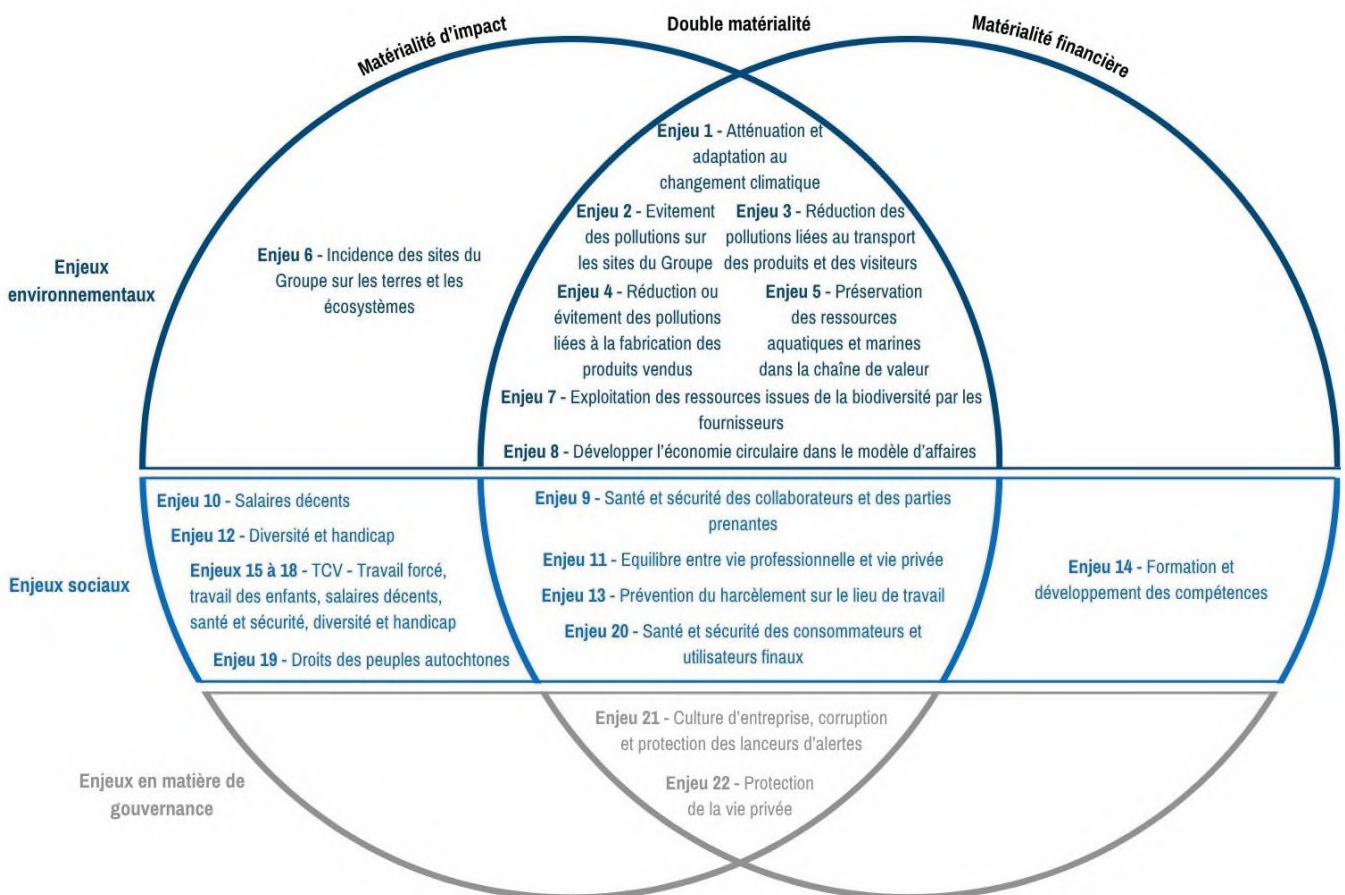 Matérialité d'impact
Double matérialité
Matérialité financière
Enjeux
environnementaux
Enjeu 6 - Incidence des sites du
Groupe sur les terres et les
écosystèmes
Enjeu 1 - Atténuation et
adaptation au
changement climatique
Enjeu 2 - Evitement
des pollutions sur
les sites du Groupe
Enjeu 3 - Réduction des
pollutions liées au transport
des produits et des visiteurs
Enjeu 4 - Réduction ou
évitement des pollutions
liées à la fabrication des
produits vendus
Enjeu 5 - Préservation
des ressources
aquatiques et marines
dans la chaîne de valeur
Enjeu 7 - Exploitation des ressources issues de la biodiversité par les
fournisseurs
Enjeu 8 - Développer l'économie circulaire dans le modèle d'affaires
Enjeux sociaux
Enjeu 10 - Salaires décents
Enjeu 12 - Diversité et handicap
Enjeux 15 à 18 - TCV - Travail forcé,
travail des enfants, salaires décents,
santé et sécurité, diversité et handicap
Enjeu 19 - Droits des peuples autochtones
Enjeu 9 - Santé et sécurité des collaborateurs et des parties
prenantes
Enjeu 11 - Equilibre entre vie professionnelle et vie privée
Enjeu 13 - Prévention du harcèlement sur le lieu de travail
Enjeu 20 - Santé et sécurité des consommateurs et
utilisateurs finaux
Enjeu 14 - Formation et
développement des compétences
Enjeux en matière de
gouvernance
Enjeu 21 - Culture d'entreprise, corruption
et protection des lanceurs d'alertes
Enjeu 22 - Protection
de la vie privée